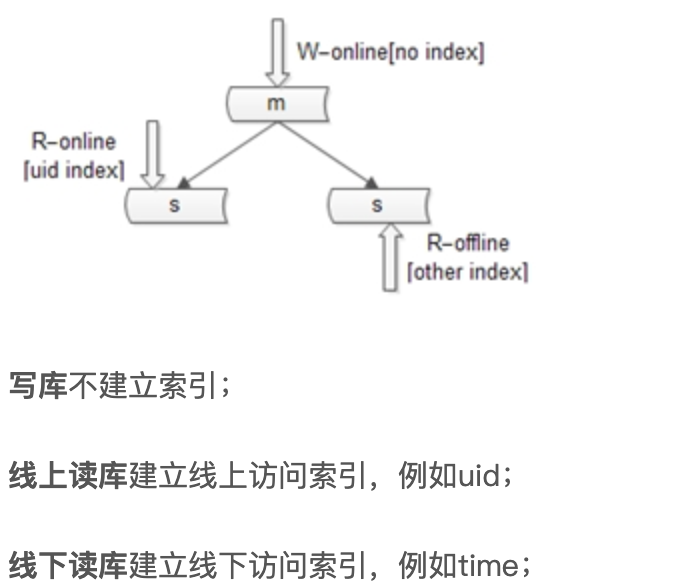 W-online[no index]
m
R-online
[uid index]
s
s
R-offline
[other index]
写库不建立索引；
线上读库建立线上访问索引，例如uid；
线下读库建立线下访问索引，例如time；